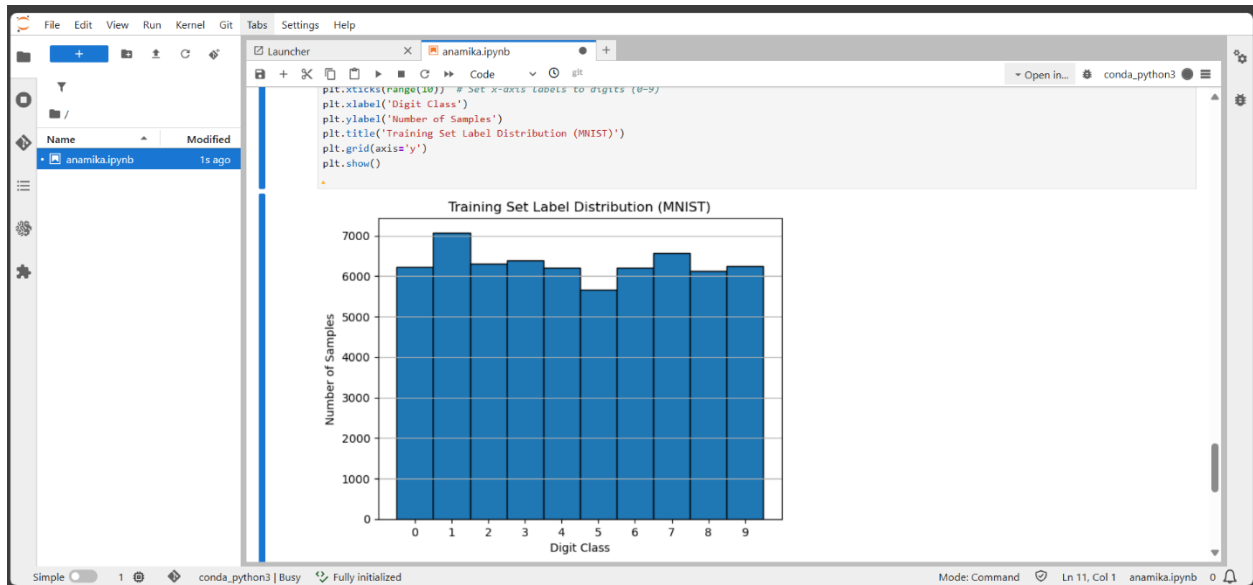 File Edit View Run Kernel Git Tabs Settings Help
Launcher
anamika.ipynb
Code
git
Open in...
conda_python3
/
Name Modified
anamika.ipynb 1s ago
plt.xticks(range(10))  # Set x-axis labels to digits (0-9)
plt.xlabel('Digit Class')
plt.ylabel('Number of Samples')
plt.title('Training Set Label Distribution (MNIST)')
plt.grid(axis='y')
plt.show()
Training Set Label Distribution (MNIST)
7000
6000
5000
4000
3000
2000
1000
0
Number of Samples
0 1 2 3 4 5 6 7 8 9
Digit Class
Simple 1 conda_python3 | Busy Fully initialized Mode: Command Ln 11, Col 1 anamika.ipynb 0